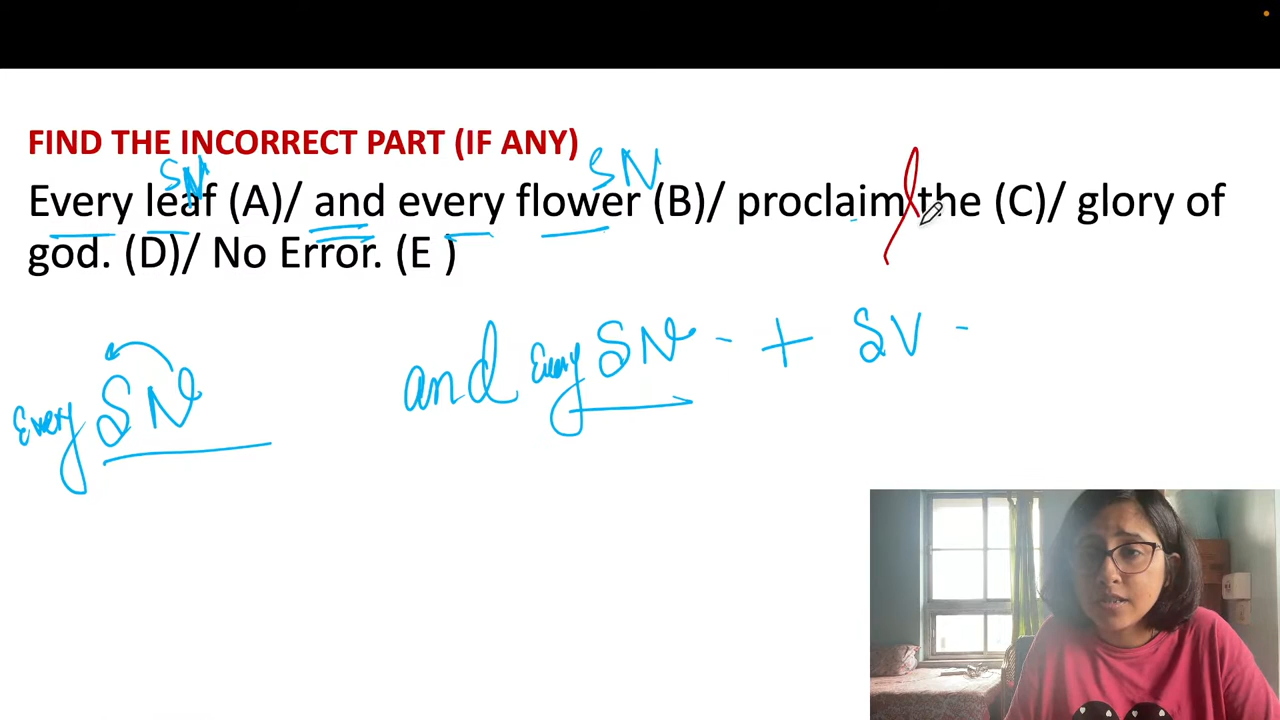 FIND THE INCORRECT PART (IF ANY)
SN SN
Every leaf (A)/ and every flower (B)/ proclaim the (C)/ glory of
god. (D)/ No Error. (E )
Every SN and Every SN - + SV -